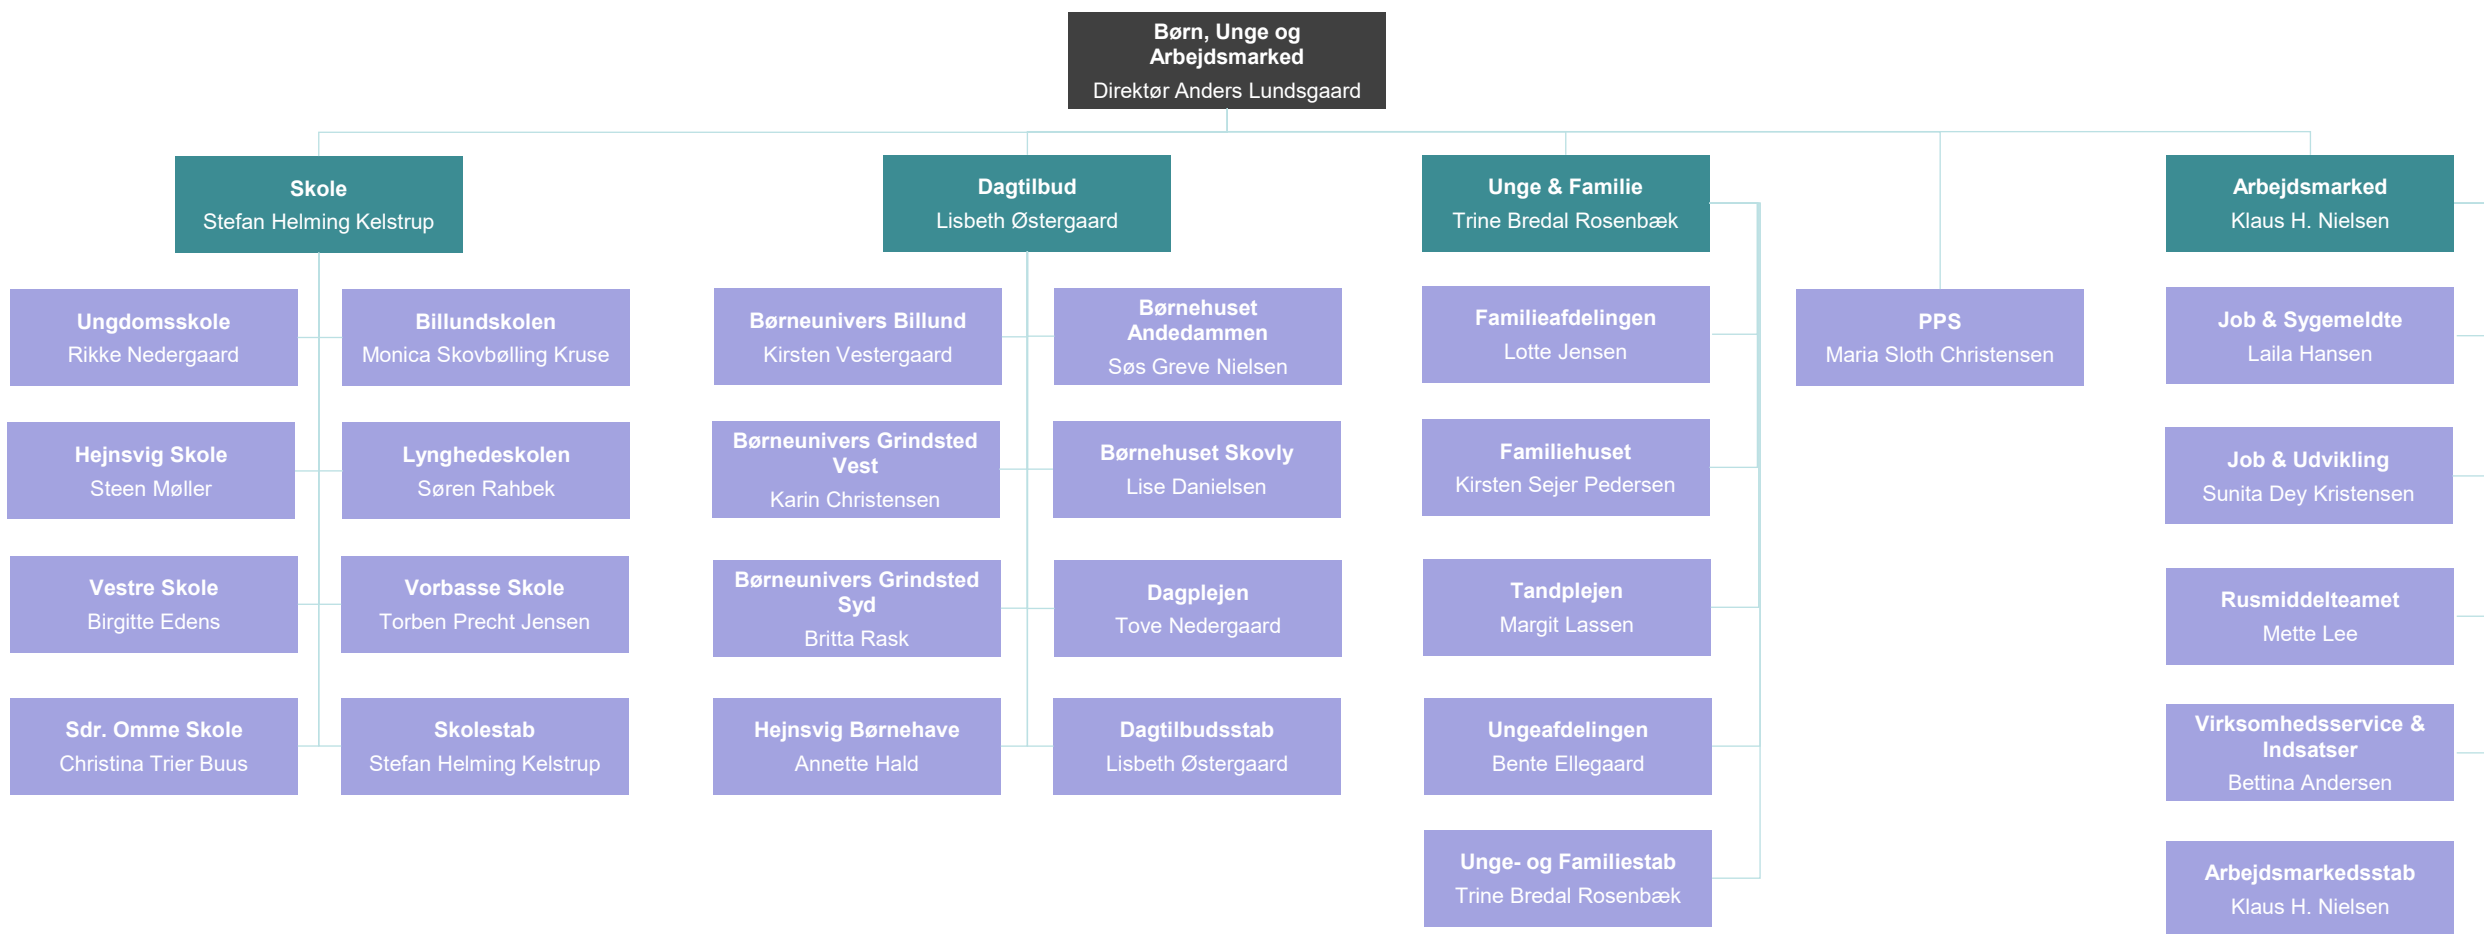 Børn, Unge og
Arbejdsmarked
Direktør Anders Lundsgaard
Skole
Stefan Helming Kelstrup
Ungdomsskole
Rikke Nedergaard
Billundskolen
Monica Skovbølling Kruse
Hejnsvig Skole
Steen Møller
Lynghedeskolen
Søren Rahbek
Vestre Skole
Birgitte Edens
Vorbasse Skole
Torben Precht Jensen
Sdr. Omme Skole
Christina Trier Buus
Skolestab
Stefan Helming Kelstrup
Dagtilbud
Lisbeth Østergaard
Børneunivers Billund
Kirsten Vestergaard
Børnehuset
Andedammen
Søs Greve Nielsen
Børneunivers Grindsted
Vest
Karin Christensen
Børnehuset Skovly
Lise Danielsen
Børneunivers Grindsted
Syd
Britta Rask
Dagplejen
Tove Nedergaard
Hejnsvig Børnehave
Annette Hald
Dagtilbudsstab
Lisbeth Østergaard
Unge & Familie
Trine Bredal Rosenbæk
Familieafdelingen
Lotte Jensen
Familiehuset
Kirsten Sejer Pedersen
Tandplejen
Margit Lassen
Ungeafdelingen
Bente Ellegaard
Unge- og Familiestab
Trine Bredal Rosenbæk
PPS
Maria Sloth Christensen
Arbejdsmarked
Klaus H. Nielsen
Job & Sygemeldte
Laila Hansen
Job & Udvikling
Sunita Dey Kristensen
Rusmiddelteamet
Mette Lee
Virksomhedsservice &
Indsatser
Bettina Andersen
Arbejdsmarkedsstab
Klaus H. Nielsen